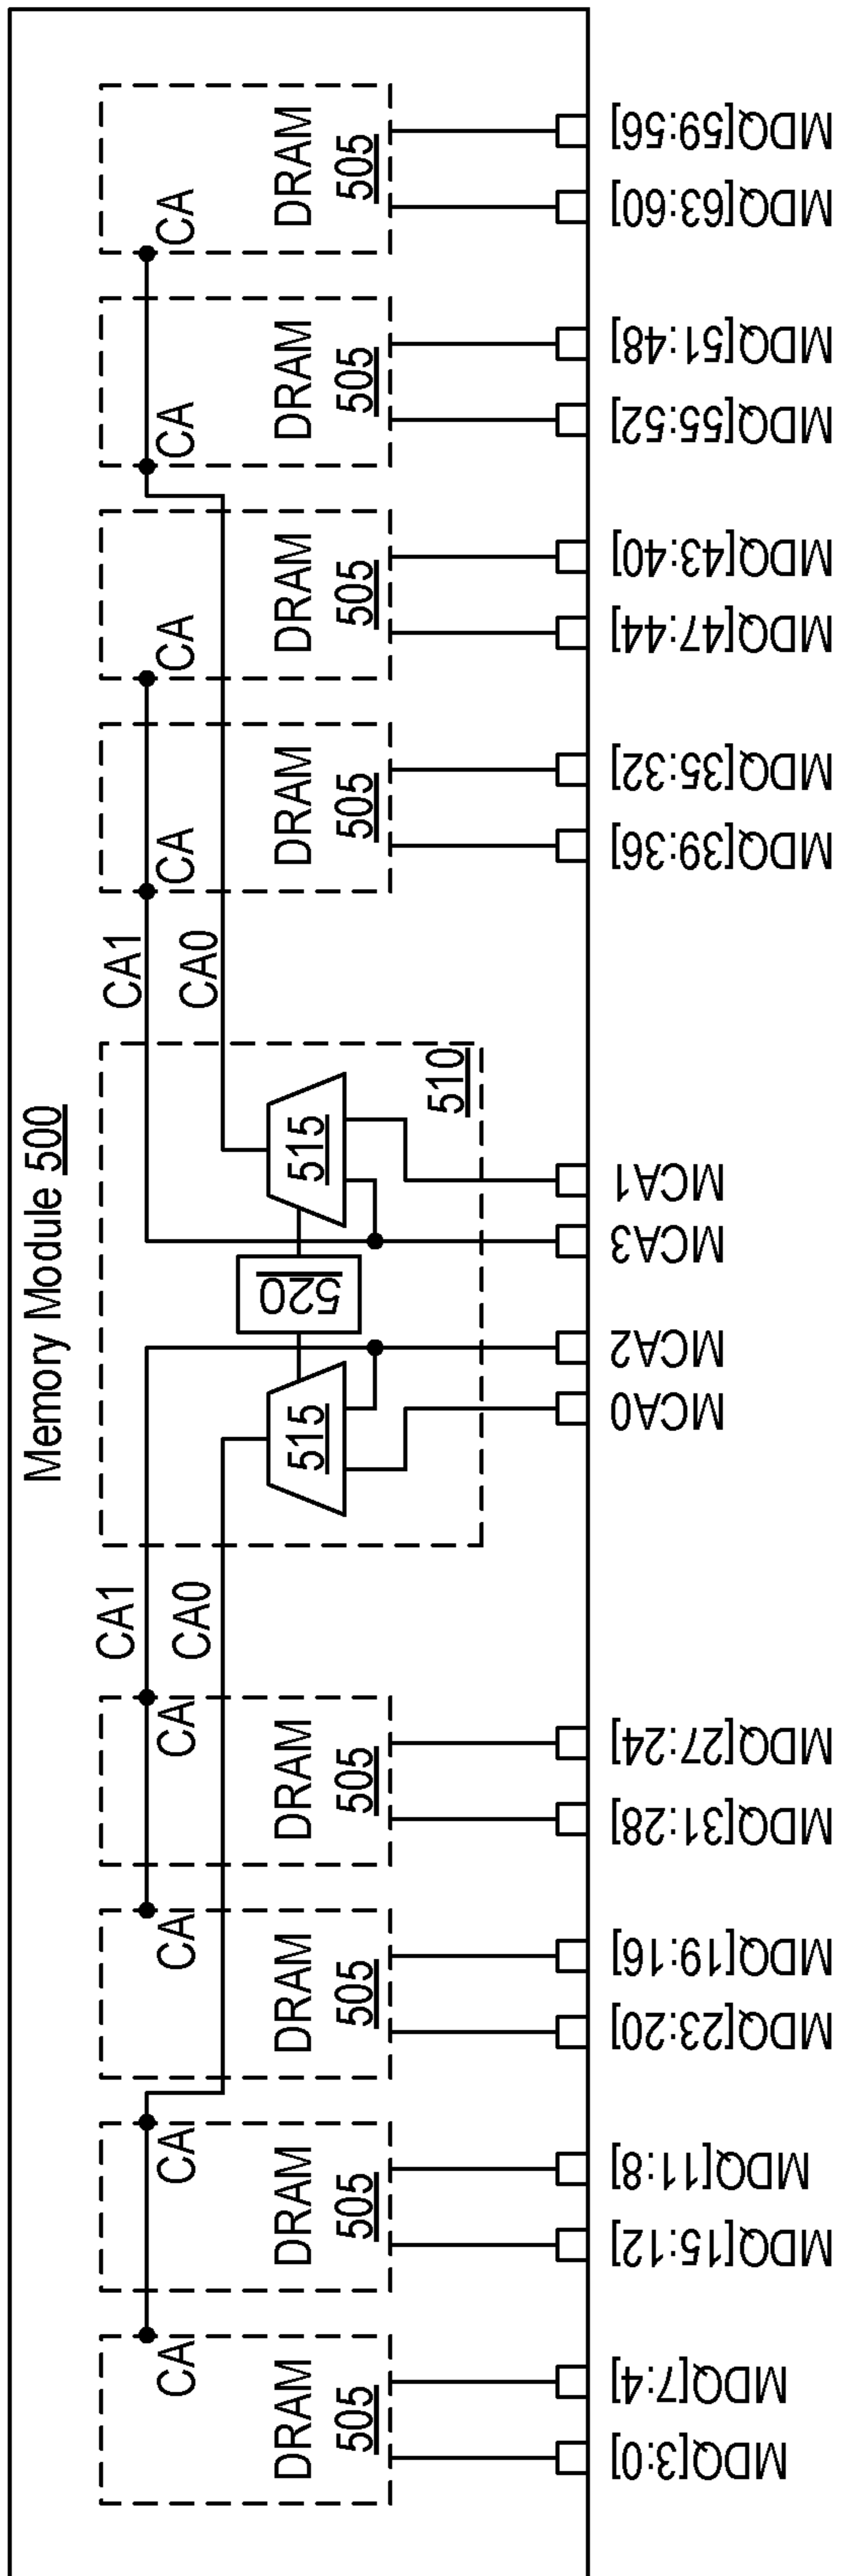 Memory Module 500
CA
DRAM
505
CA
DRAM
505
CA
DRAM
505
CA
DRAM
505
CA1
CA0
515
520
515
510
CA1
CA0
CA
DRAM
505
CA
DRAM
505
CA
DRAM
505
CA
DRAM
505
MDQ[3:0]
MDQ[7:4]
MDQ[15:12]
MDQ[11:8]
MDQ[23:20]
MDQ[19:16]
MDQ[31:28]
MDQ[27:24]
MCA0
MCA2
MCA3
MCA1
MDQ[39:36]
MDQ[35:32]
MDQ[47:44]
MDQ[43:40]
MDQ[55:52]
MDQ[51:48]
MDQ[63:60]
MDQ[59:56]